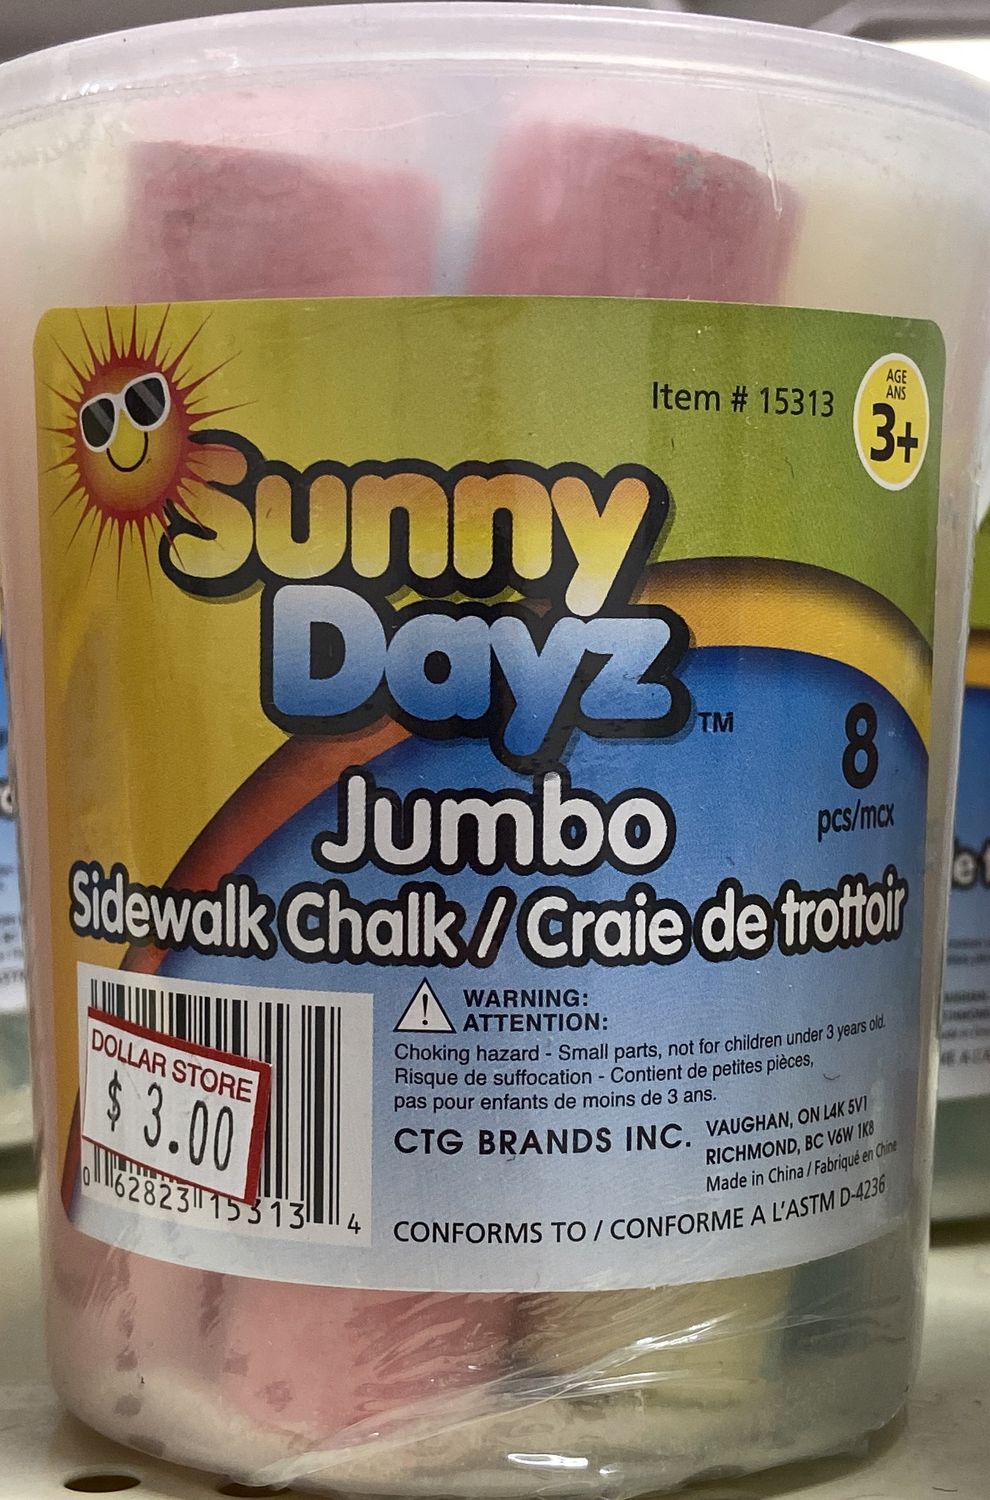 Item # 15313
AGE
ANS
3+
Sunny
Dayz™
8
pcs/mcx
Jumbo
Sidewalk Chalk / Craie de trottoir
WARNING:
ATTENTION:
Choking hazard - Small parts, not for children under 3 years old.
Risque de suffocation - Contient de petites pièces,
pas pour enfants de moins de 3 ans.
CTG BRANDS INC.
VAUGHAN, ON L4K 5V1
RICHMOND, BC V6W 1K8
Made in China / Fabriqué en Chine
CONFORMS TO / CONFORME A L'ASTM D-4236
DOLLAR STORE
$ 3.00
0 62823 15313 4